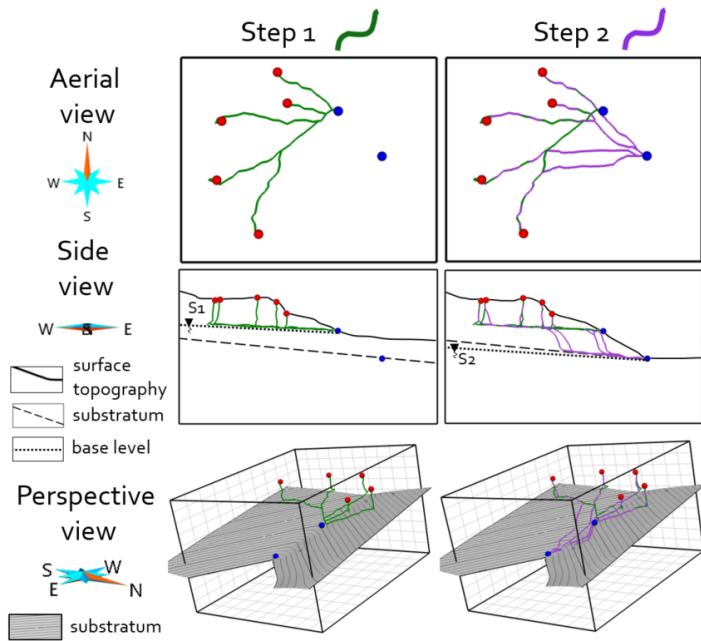 Step 1
Step 2
Aerial
view
N
W
E
S
Side
view
W
E
S1
S2
surface
topography
substratum
base level
Perspective
view
S
W
E
N
substratum